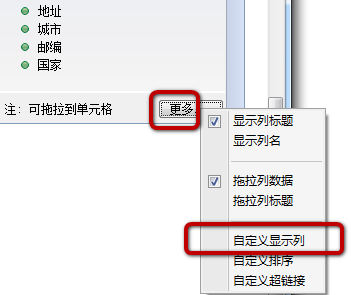 地址
城市
邮编
国家
注：可拖拉到单元格
更多
显示列标题
显示列名
拖拉列数据
拖拉列标题
自定义显示列
自定义排序
自定义超链接